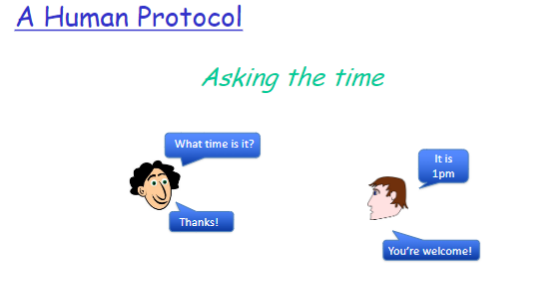 A Human Protocol
Asking the time
What time is it?
It is
1pm
Thanks!
You're welcome!